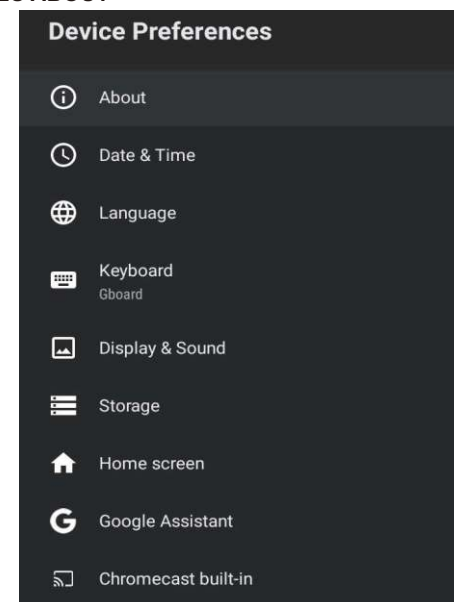 Device Preferences
About
Date & Time
Language
Keyboard
Gboard
Display & Sound
Storage
Home screen
Google Assistant
Chromecast built-in